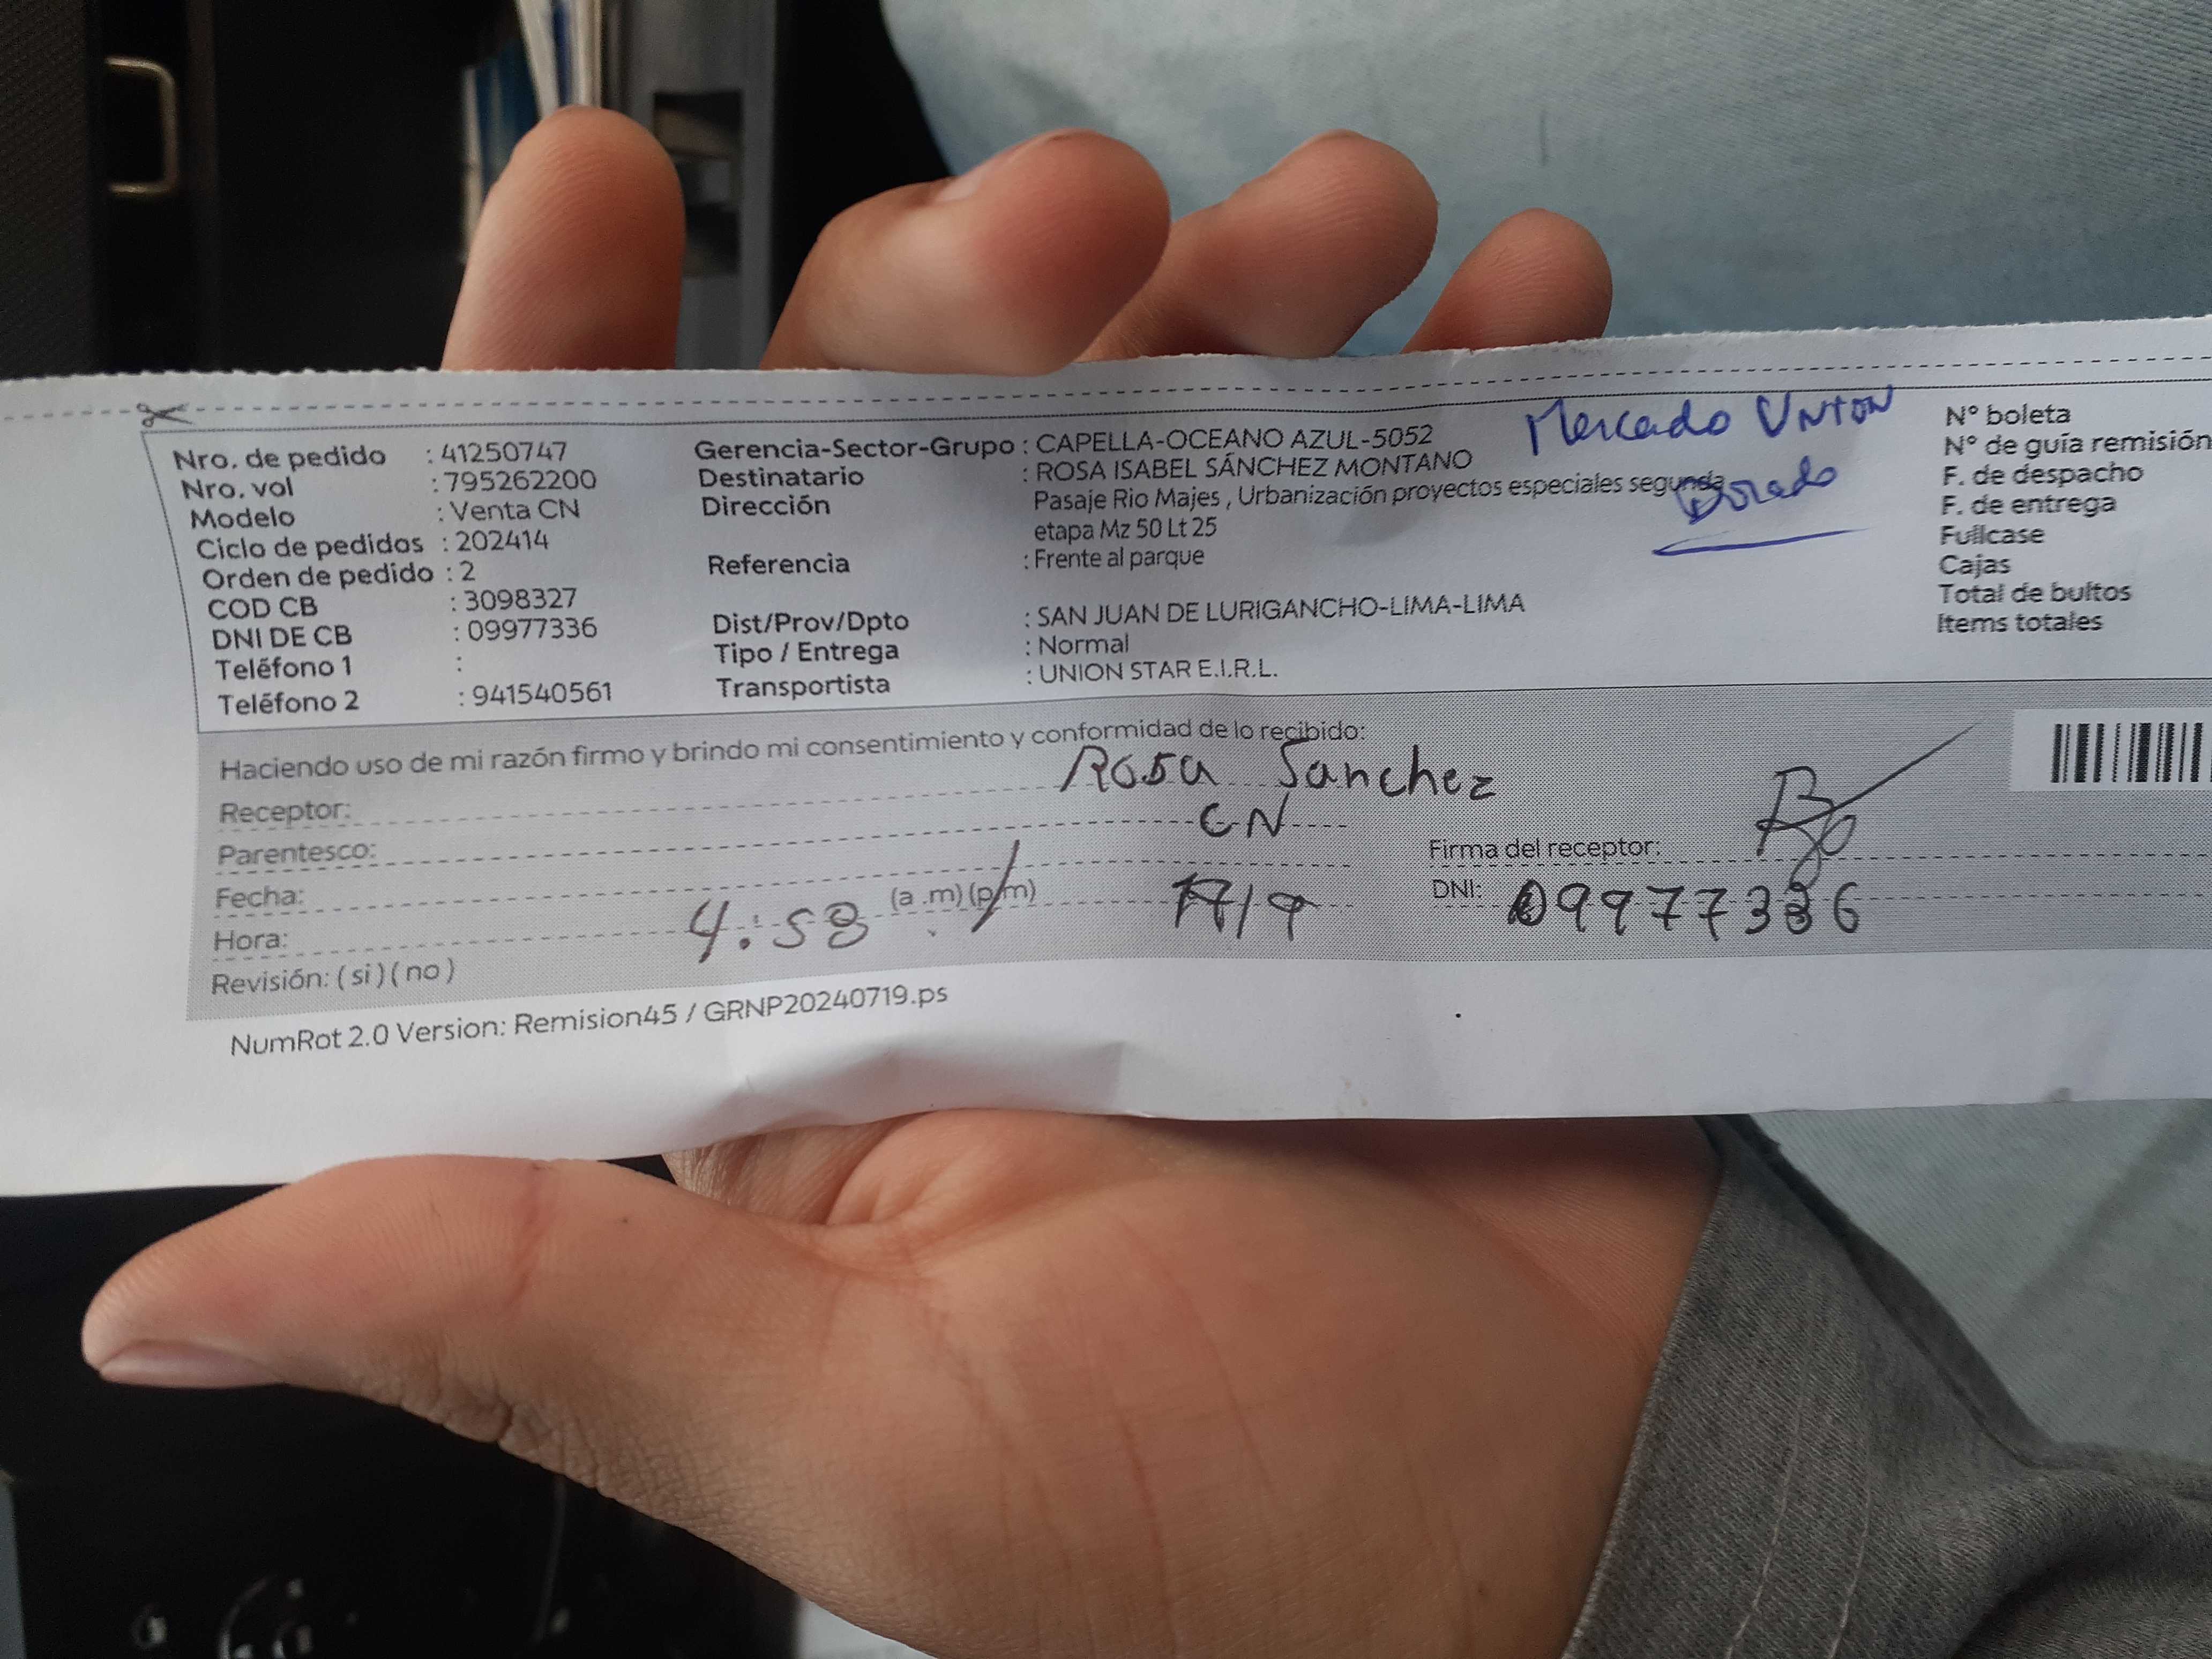 Nro. de pedido : 41250747
Nro. vol : 795262200
Modelo : Venta CN
Ciclo de pedidos : 202414
Orden de pedido : 2
COD CB : 3098327
DNI DE CB : 09977336
Teléfono 1 :
Teléfono 2 : 941540561
Gerencia-Sector-Grupo : CAPELLA-OCEANO AZUL-5052
Destinatario : ROSA ISABEL SÁNCHEZ MONTANO
Dirección Pasaje Rio Majes , Urbanización proyectos especiales segunda
etapa Mz 50 Lt 25
Referencia : Frente al parque
Dist/Prov/Dpto : SAN JUAN DE LURIGANCHO-LIMA-LIMA
Tipo / Entrega : Normal
Transportista : UNION STAR E.I.R.L.
Mercado UNION
Dorado
N° boleta
N° de guía remisión
F. de despacho
F. de entrega
Fullcase
Cajas
Total de bultos
Items totales
Haciendo uso de mi razón firmo y brindo mi consentimiento y conformidad de lo recibido:
Receptor: Rosa Sanchez
Parentesco: CN
Fecha: 17/9
Hora: 4:58 (a .m) (p/m)
Revisión: ( si ) ( no )
Firma del receptor:
DNI: 09977336
NumRot 2.0 Version: Remision45 / GRNP20240719.ps